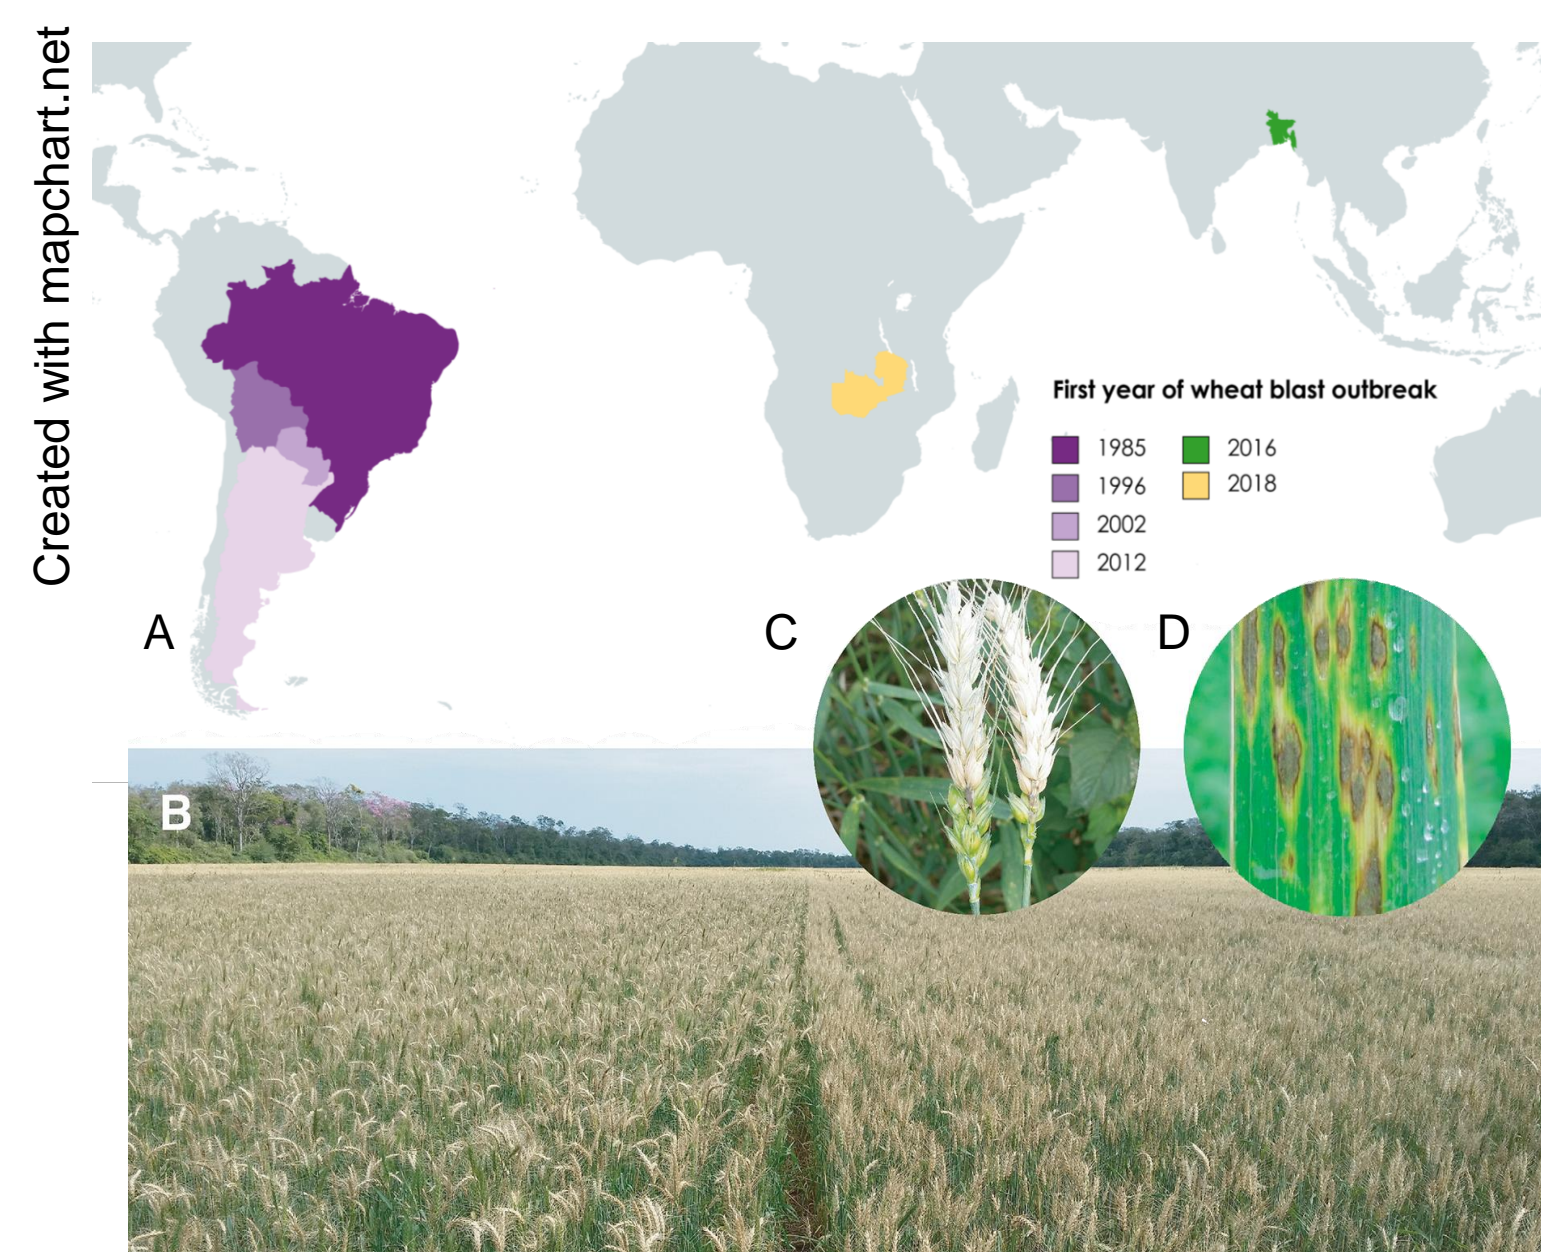 Created with mapchart.net
First year of wheat blast outbreak
1985
2016
1996
2018
2002
2012
A
C
D
B